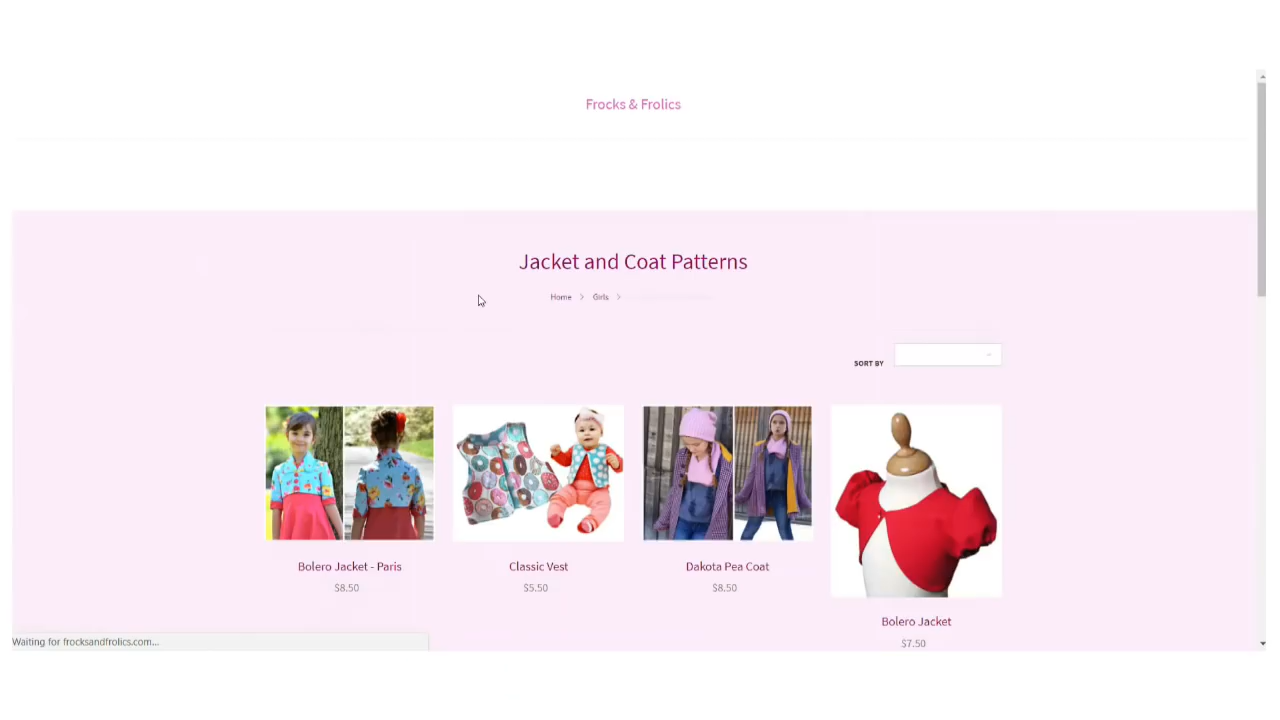 Frocks & Frolics
Jacket and Coat Patterns
Home > Girls >
SORT BY
Bolero Jacket - Paris
$8.50
Classic Vest
$5.50
Dakota Pea Coat
$8.50
Bolero Jacket
$7.50
Waiting for frocksandfrolics.com...